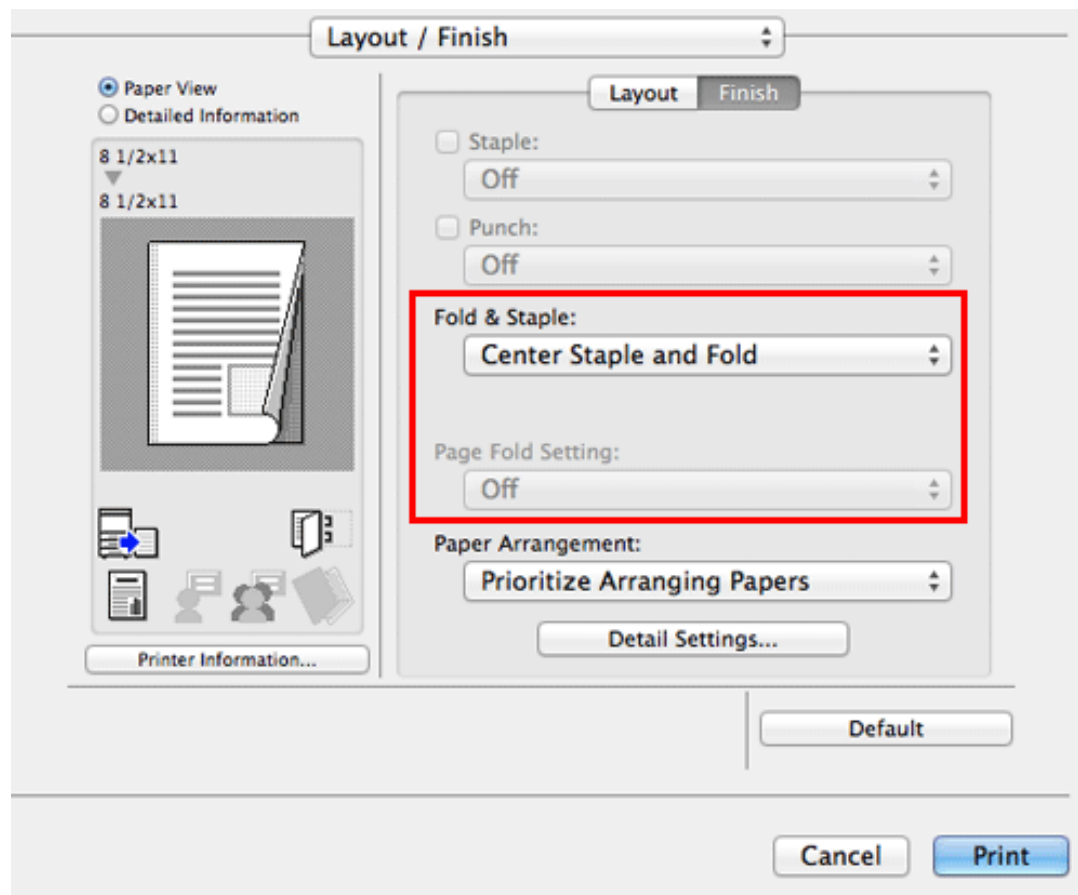 Layout / Finish
Paper View
Detailed Information
8 1/2x11
8 1/2x11
Printer Information...
Layout Finish
Staple:
Off
Punch:
Off
Fold & Staple:
Center Staple and Fold
Page Fold Setting:
Off
Paper Arrangement:
Prioritize Arranging Papers
Detail Settings...
Default
Cancel Print